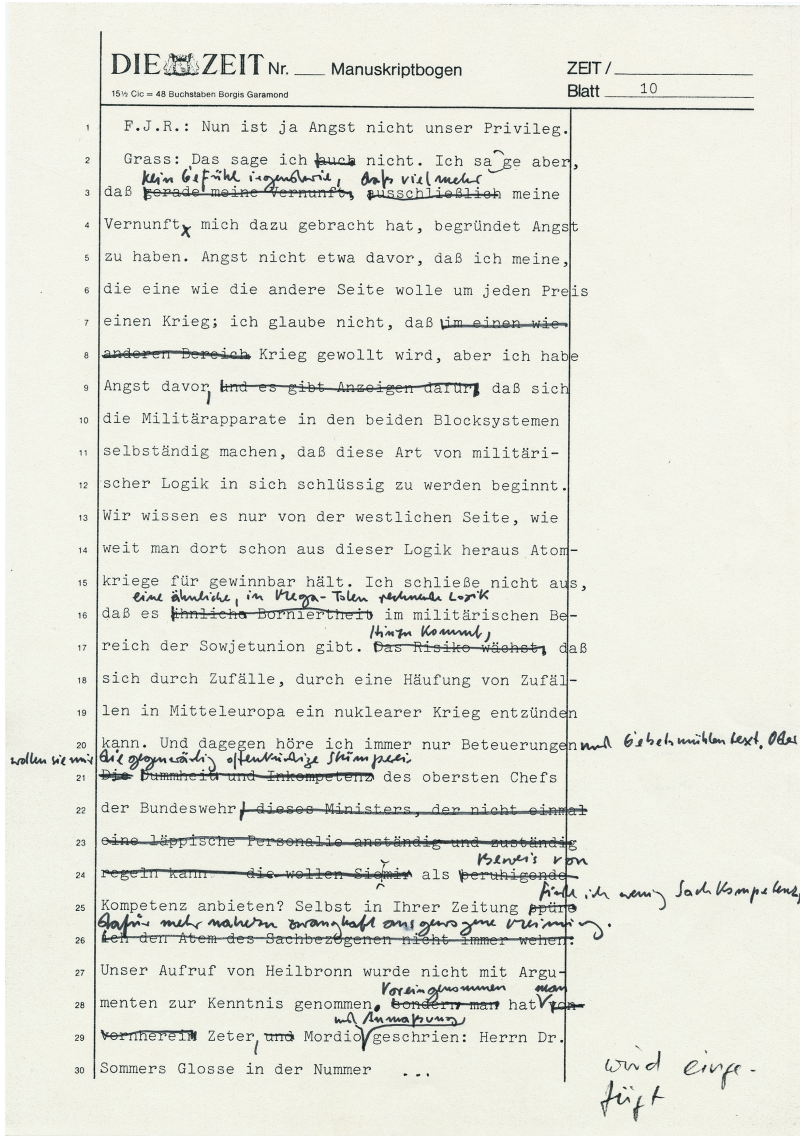 DIE ZEIT Nr. ___ Manuskriptbogen
ZEIT / ___
15½ Cic = 48 Buchstaben Borgis Garamond
Blatt 10
1 F.J.R.: Nun ist ja Angst nicht unser Privileg.
2 Grass: Das sage ich auch nicht. Ich sage aber,
kein Gefühl irgendwie, daß vielmehr
3 daß gerade meine Vernunft, ausschließlich meine
4 Vernunft, mich dazu gebracht hat, begründet Angst
5 zu haben. Angst nicht etwa davor, daß ich meine,
6 die eine wie die andere Seite wolle um jeden Preis
7 einen Krieg; ich glaube nicht, daß im einen wie
8 anderen Bereich Krieg gewollt wird, aber ich habe
9 Angst davor, und es gibt Anzeigen dafür, daß sich
10 die Militärapparate in den beiden Blocksystemen
11 selbständig machen, daß diese Art von militäri-
12 scher Logik in sich schlüssig zu werden beginnt.
13 Wir wissen es nur von der westlichen Seite, wie
14 weit man dort schon aus dieser Logik heraus Atom-
15 kriege für gewinnbar hält. Ich schließe nicht aus,
eine ähnliche, in Mega-Toten rechnende Logik
16 daß es ähnliche Borniertheit im militärischen Be-
Hinzu kommt,
17 reich der Sowjetunion gibt. Das Risiko wächst, daß
18 sich durch Zufälle, durch eine Häufung von Zufäl-
19 len in Mitteleuropa ein nuklearer Krieg entzünden
20 kann. Und dagegen höre ich immer nur Beteuerungen und Gebetsmühlentext. Oder
wollen sie mir die gegenwärtig offenkundige Stümperei
21 Die Dummheit und Inkompetenz des obersten Chefs
22 der Bundeswehr, dieses Ministers, der nicht einmal
23 eine läppische Personalie anständig und zuständig
Beweis von
24 regeln kann die wollen Sie mir als beruhigende
finde ich wenig Sachkompetenz,
25 Kompetenz anbieten? Selbst in Ihrer Zeitung spüre
dafür mehr nahezu zwanghaft ausgewogene Meinung.
26 ich den Atem des Sachbezogenen nicht immer wehen.
27 Unser Aufruf von Heilbronn wurde nicht mit Argu-
Voreingenommen man
28 menten zur Kenntnis genommen, sondern man hat von
und Anmaßung
29 vornherein Zeter, und Mordio geschrien: Herrn Dr.
30 Sommers Glosse in der Nummer ...
wird einge-
fügt